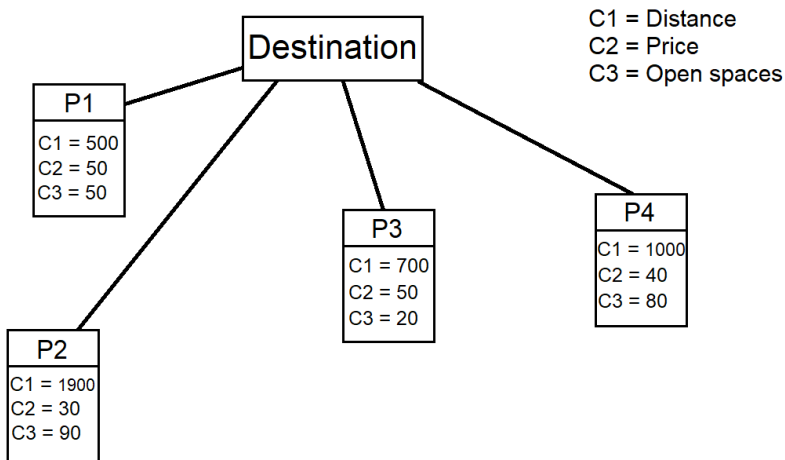 Destination
C1 = Distance
C2 = Price
C3 = Open spaces
P1
C1 = 500
C2 = 50
C3 = 50
P3
C1 = 700
C2 = 50
C3 = 20
P4
C1 = 1000
C2 = 40
C3 = 80
P2
C1 = 1900
C2 = 30
C3 = 90